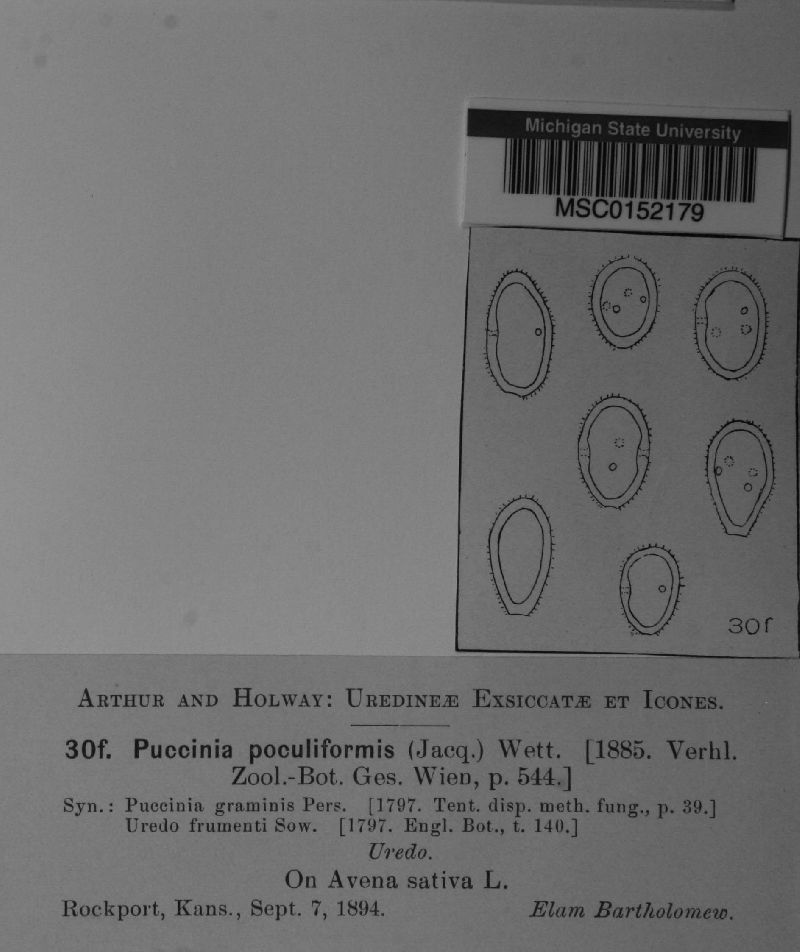 Michigan State University
MSC0152179
30f
ARTHUR AND HOLWAY: UREDINEÆ EXSICCATÆ ET ICONES.
30f. Puccinia poculiformis (Jacq.) Wett. [1885. Verhl.
Zool.-Bot. Ges. Wien, p. 544.]
Syn.: Puccinia graminis Pers. [1797. Tent. disp. meth. fung., p. 39.]
Uredo frumenti Sow. [1797. Engl. Bot., t. 140.]
Uredo.
On Avena sativa L.
Rockport, Kans., Sept. 7, 1894. Elam Bartholomew.